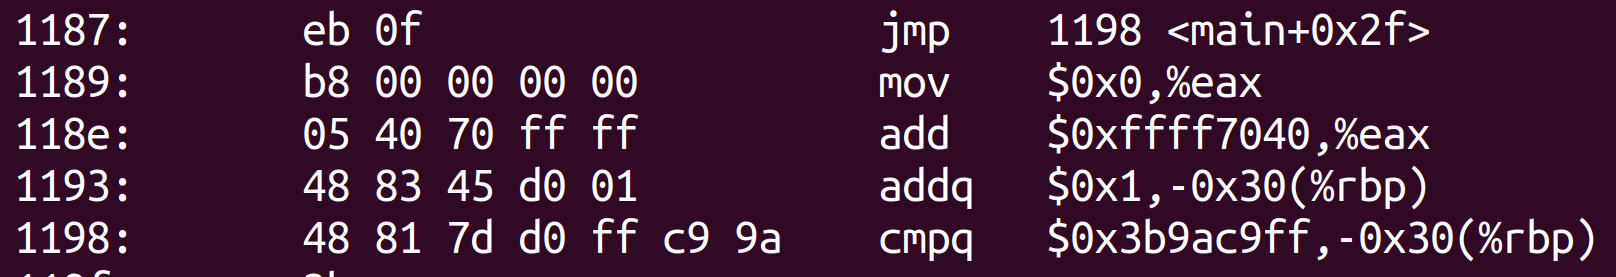 1187: eb 0f jmp 1198 <main+0x2f>
1189: b8 00 00 00 00 mov $0x0,%eax
118e: 05 40 70 ff ff add $0xffff7040,%eax
1193: 48 83 45 d0 01 addq $0x1,-0x30(%rbp)
1198: 48 81 7d d0 ff c9 9a cmpq $0x3b9ac9ff,-0x30(%rbp)